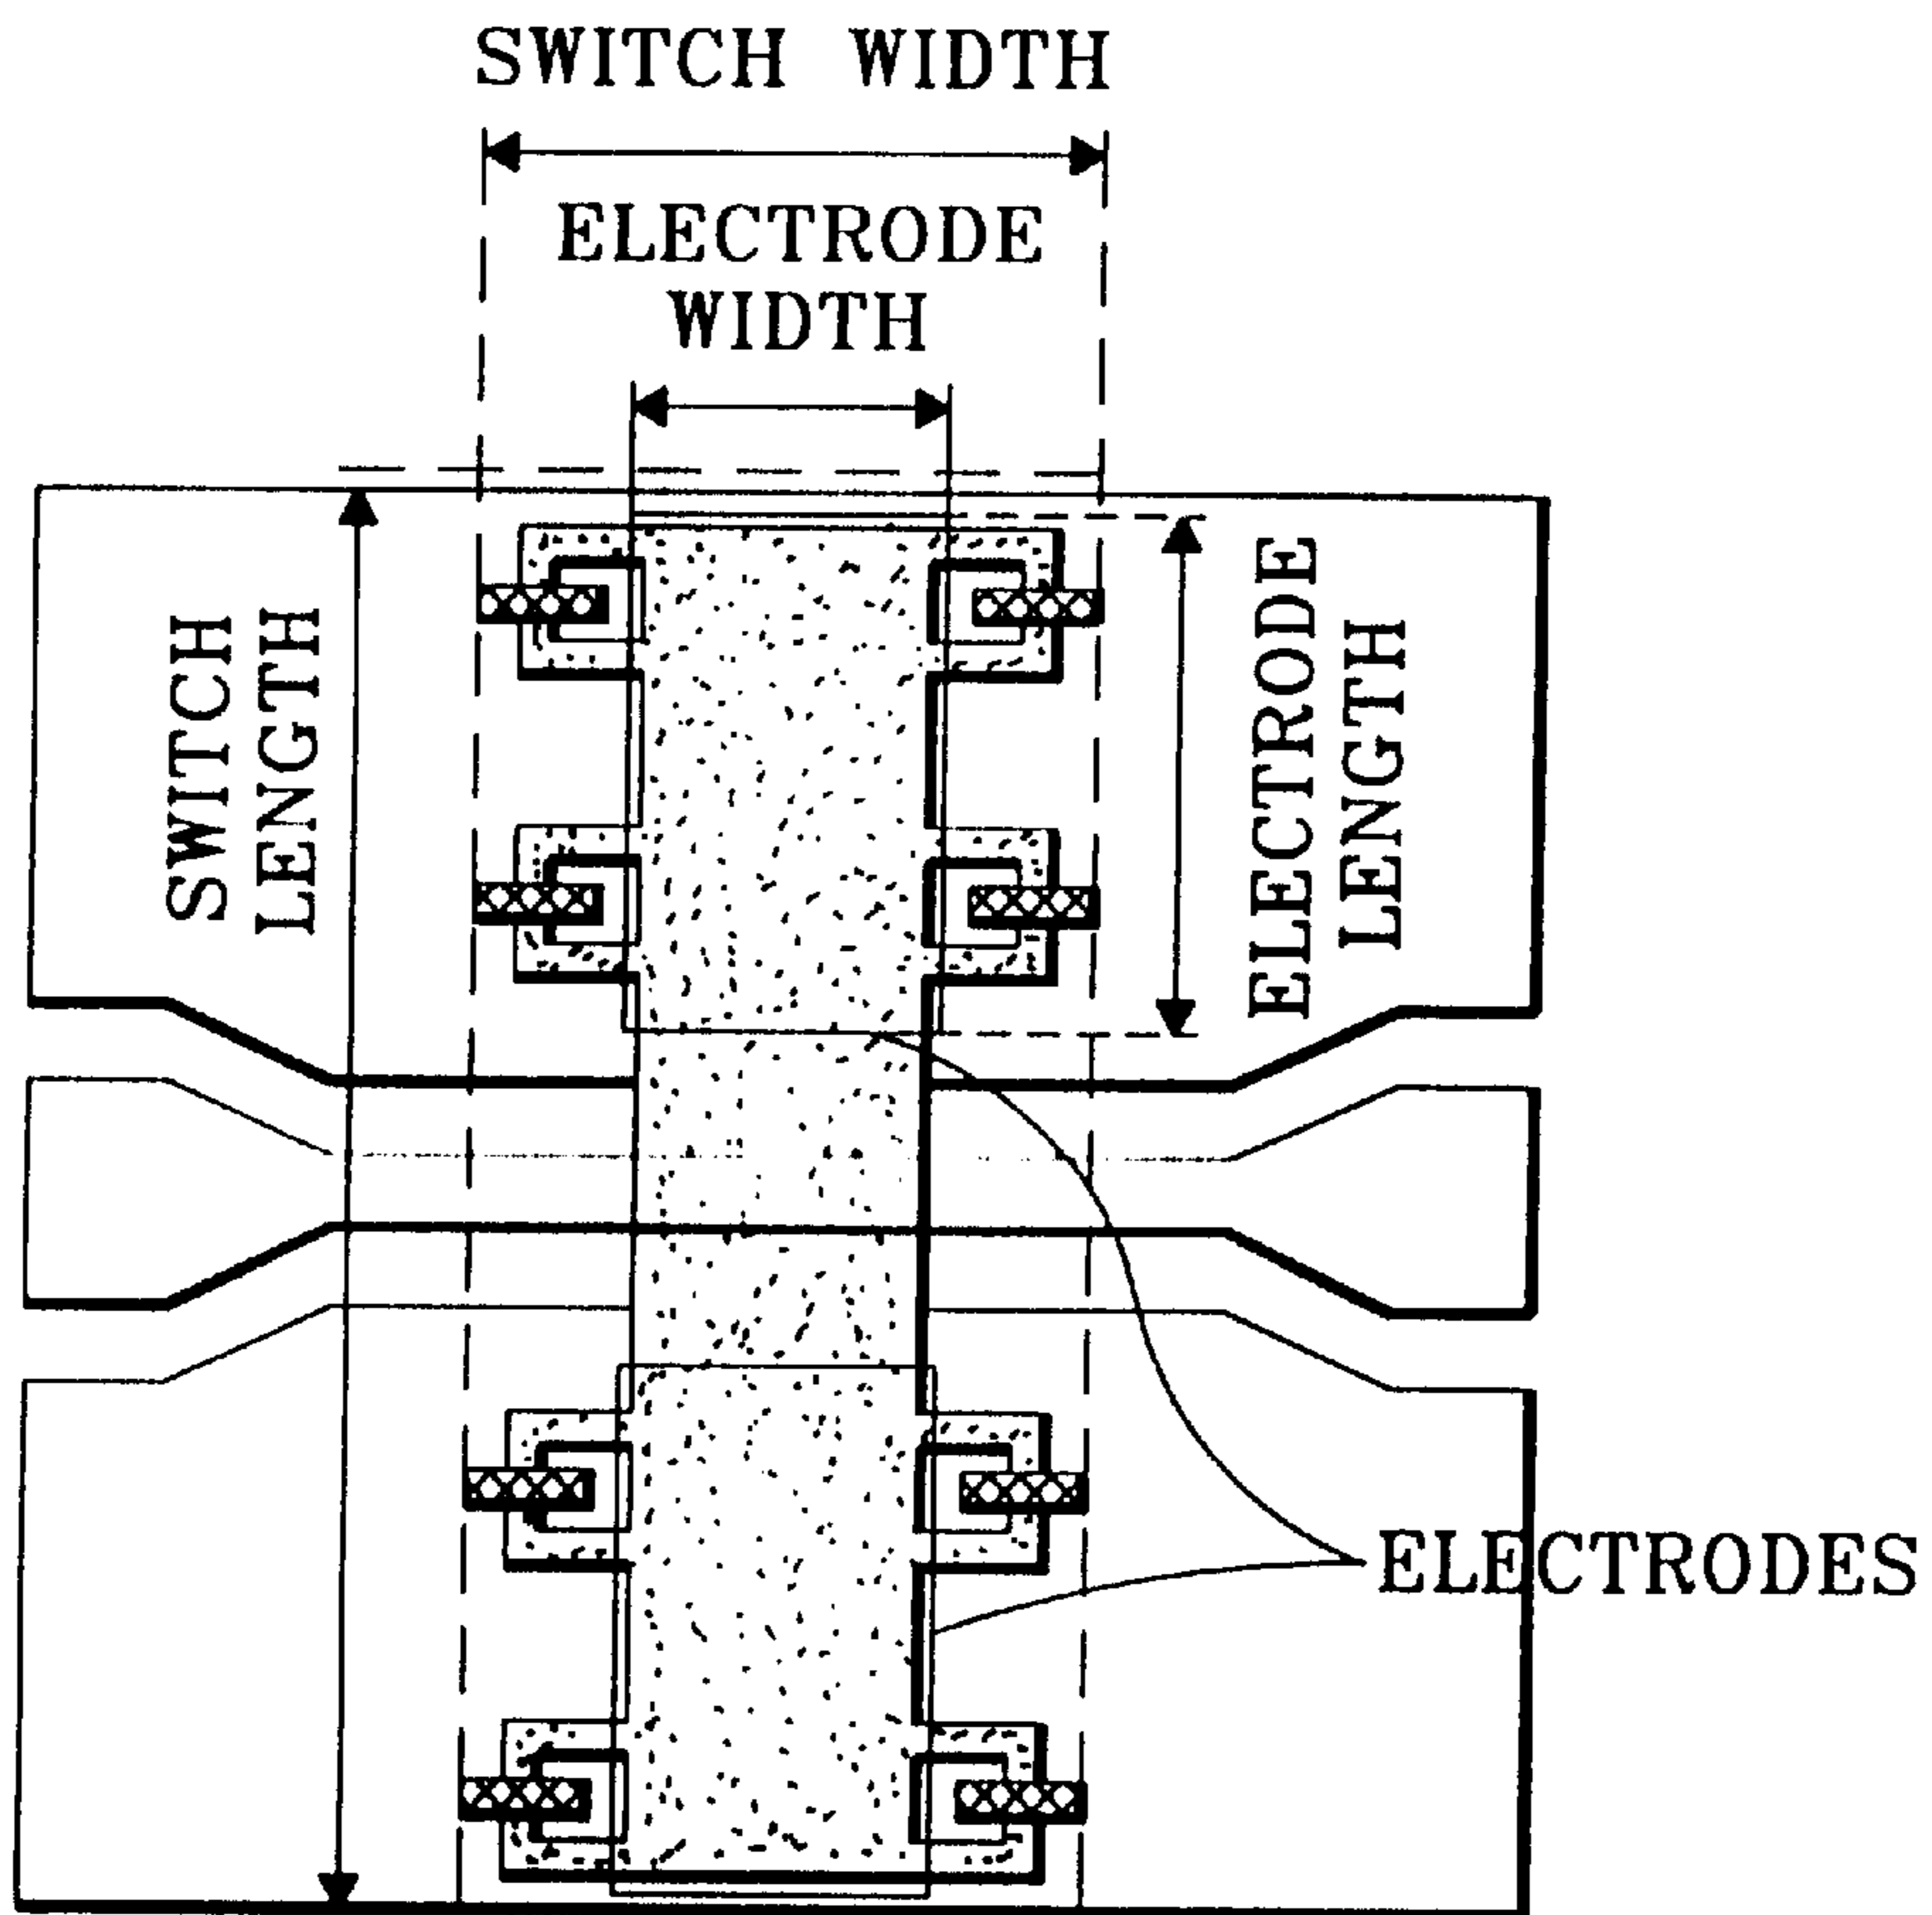 SWITCH WIDTH
ELECTRODE
WIDTH
SWITCH
LENGTH
ELECTRODE
LENGTH
ELECTRODES